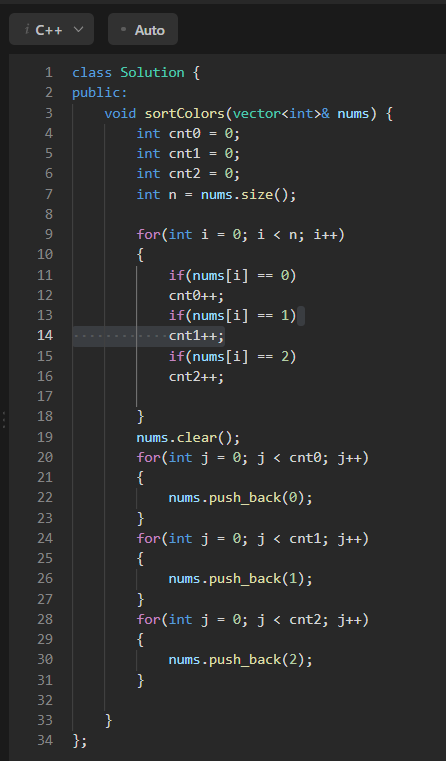 i C++ Auto
1 class Solution {
2 public:
3     void sortColors(vector<int>& nums) {
4         int cnt0 = 0;
5         int cnt1 = 0;
6         int cnt2 = 0;
7         int n = nums.size();
8
9         for(int i = 0; i < n; i++)
10         {
11             if(nums[i] == 0)
12             cnt0++;
13             if(nums[i] == 1)
14             cnt1++;
15             if(nums[i] == 2)
16             cnt2++;
17
18         }
19         nums.clear();
20         for(int j = 0; j < cnt0; j++)
21         {
22             nums.push_back(0);
23         }
24         for(int j = 0; j < cnt1; j++)
25         {
26             nums.push_back(1);
27         }
28         for(int j = 0; j < cnt2; j++)
29         {
30             nums.push_back(2);
31         }
32
33     }
34 };